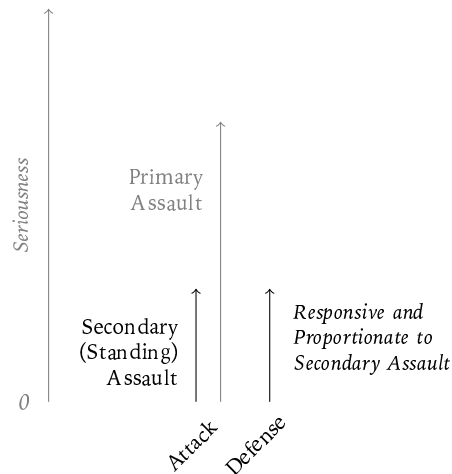 Seriousness
Primary
Assault
Secondary
(Standing)
Assault
Responsive and
Proportionate to
Secondary Assault
0
Attack
Defense